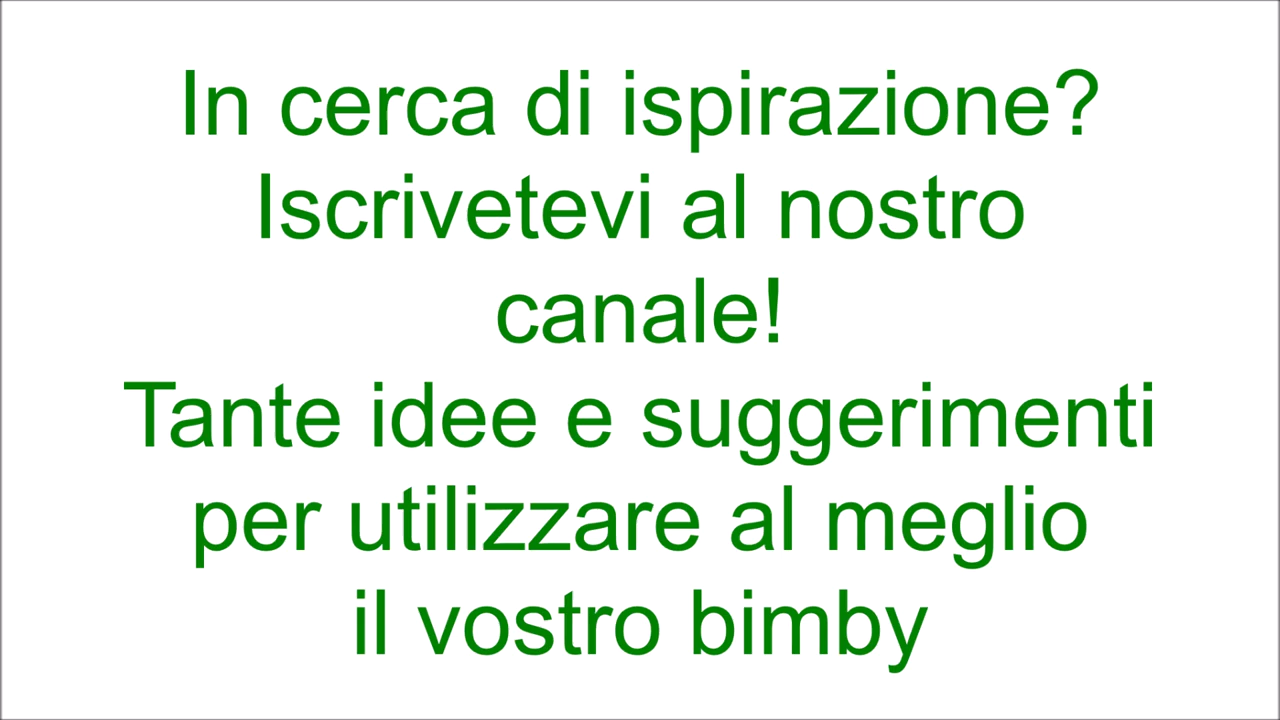 In cerca di ispirazione?
Iscrivetevi al nostro
canale!
Tante idee e suggerimenti
per utilizzare al meglio
il vostro bimby